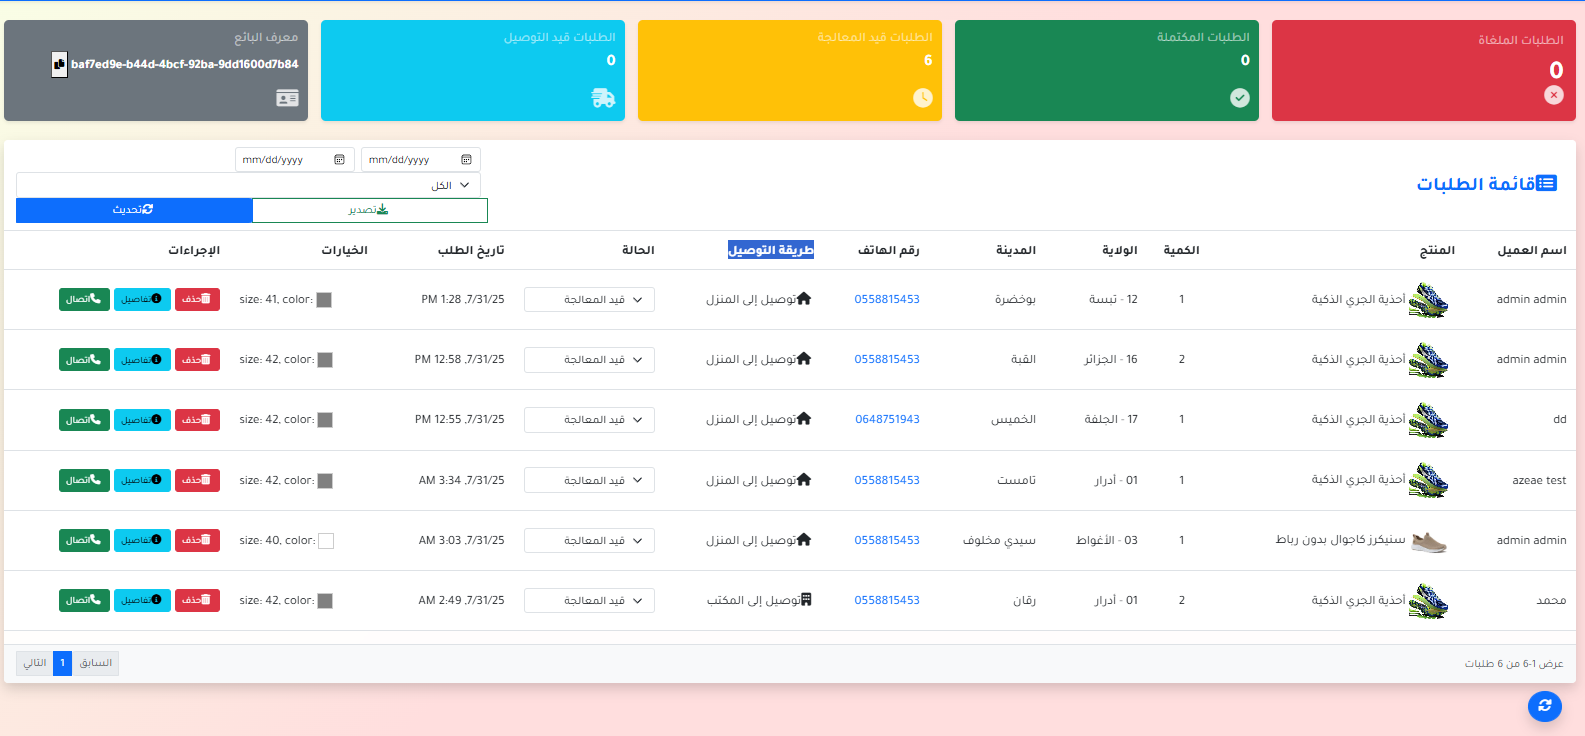 الطلبات الملغاة
0
الطلبات المكتملة
0
الطلبات قيد المعالجة
6
الطلبات قيد التوصيل
0
معرف البائع
baf7ed9e-b44d-4bcf-92ba-9dd1600d7b84
قائمة الطلبات
mm/dd/yyyy mm/dd/yyyy
الكل
تصدير تحديث
اسم العميل المنتج الكمية الولاية المدينة رقم الهاتف طريقة التوصيل الحالة تاريخ الطلب الخيارات الإجراءات
admin admin أحذية الجري الذكية 1 12 - تبسة بوخضرة 0558815453 توصيل إلى المنزل قيد المعالجة 7/31/25, 1:28 PM size: 41, color: حذف تفاصيل اتصال
admin admin أحذية الجري الذكية 2 16 - الجزائر القبة 0558815453 توصيل إلى المنزل قيد المعالجة 7/31/25, 12:58 PM size: 42, color: حذف تفاصيل اتصال
dd أحذية الجري الذكية 1 17 - الجلفة الخميس 0648751943 توصيل إلى المنزل قيد المعالجة 7/31/25, 12:55 PM size: 42, color: حذف تفاصيل اتصال
azeae test أحذية الجري الذكية 1 01 - أدرار تامست 0558815453 توصيل إلى المنزل قيد المعالجة 7/31/25, 3:34 AM size: 42, color: حذف تفاصيل اتصال
admin admin سنيكرز كاجوال بدون رباط 1 03 - الأغواط سيدي مخلوف 0558815453 توصيل إلى المنزل قيد المعالجة 7/31/25, 3:03 AM size: 40, color: حذف تفاصيل اتصال
محمد أحذية الجري الذكية 2 01 - أدرار رقان 0558815453 توصيل إلى المكتب قيد المعالجة 7/31/25, 2:49 AM size: 42, color: حذف تفاصيل اتصال
عرض 1-6 من 6 طلبات
السابق 1 التالي